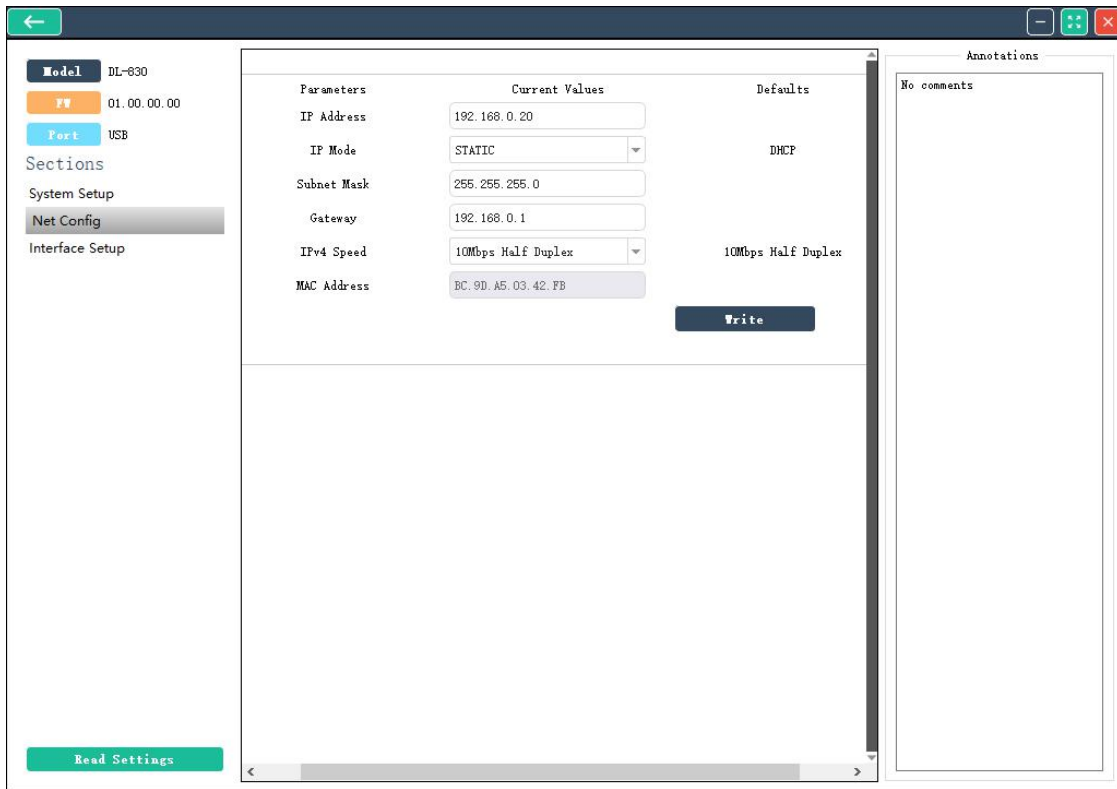 Annotations
Model DL-830
FW 01.00.00.00
Port USB
Sections
System Setup
Net Config
Interface Setup
Read Settings
Parameters Current Values Defaults
IP Address 192.168.0.20
IP Mode STATIC DHCP
Subnet Mask 255.255.255.0
Gateway 192.168.0.1
IPv4 Speed 10Mbps Half Duplex 10Mbps Half Duplex
MAC Address BC.9D.A5.03.42.FB
Write
No comments